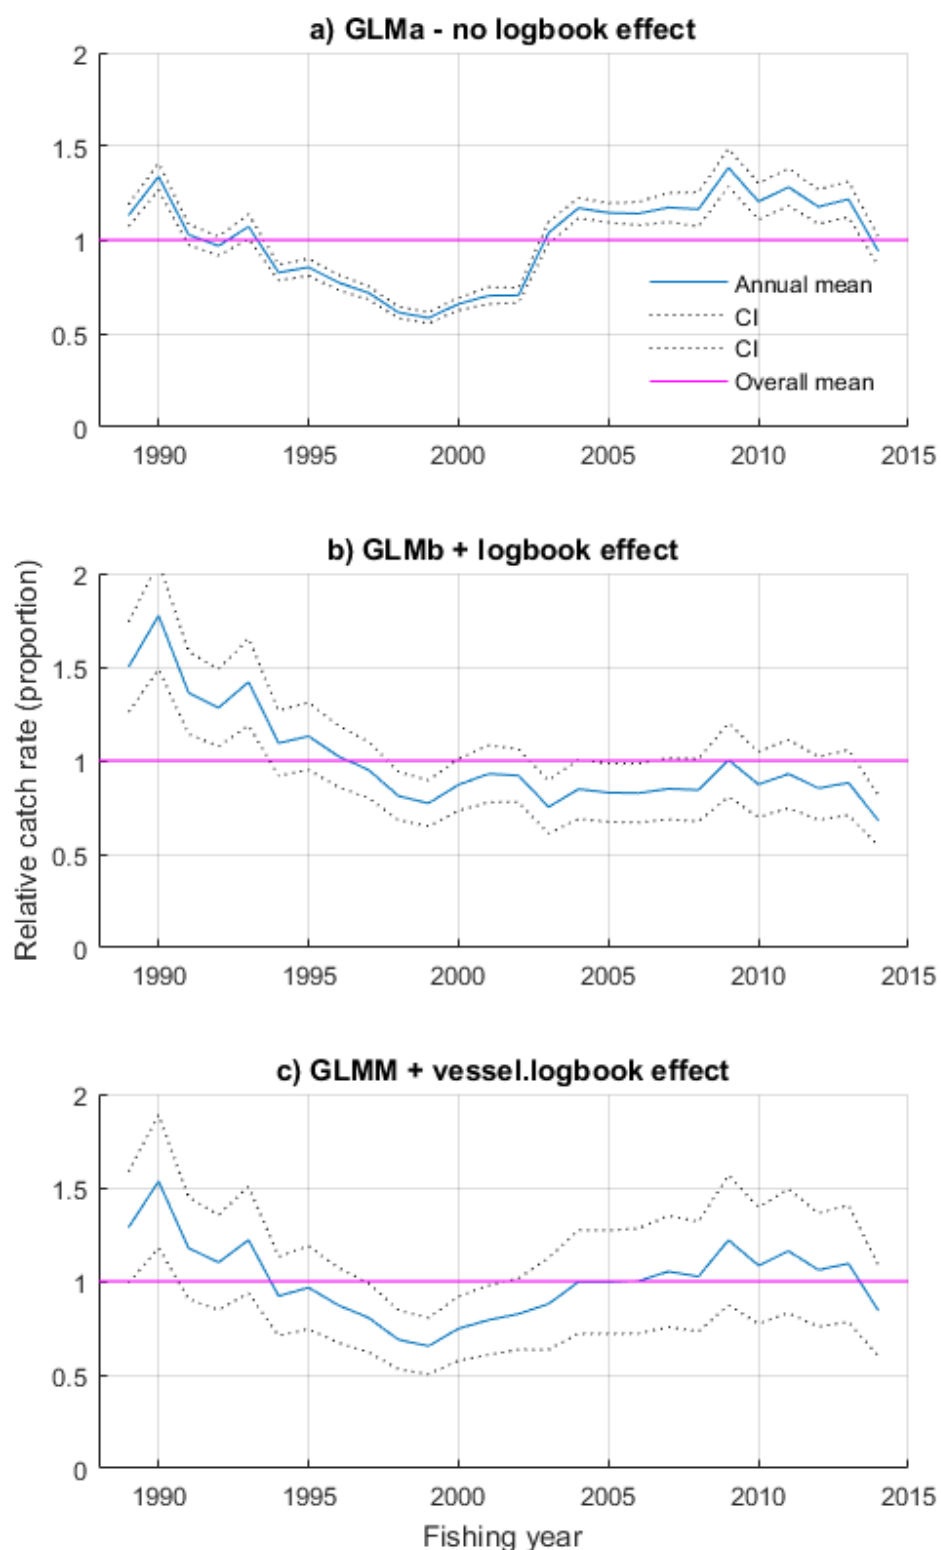 a) GLMa - no logbook effect
2
1.5
1
0.5
0
1990 1995 2000 2005 2010 2015
Annual mean
CI
CI
Overall mean
Relative catch rate (proportion)
b) GLMb + logbook effect
2
1.5
1
0.5
0
1990 1995 2000 2005 2010 2015
c) GLMM + vessel.logbook effect
2
1.5
1
0.5
0
1990 1995 2000 2005 2010 2015
Fishing year